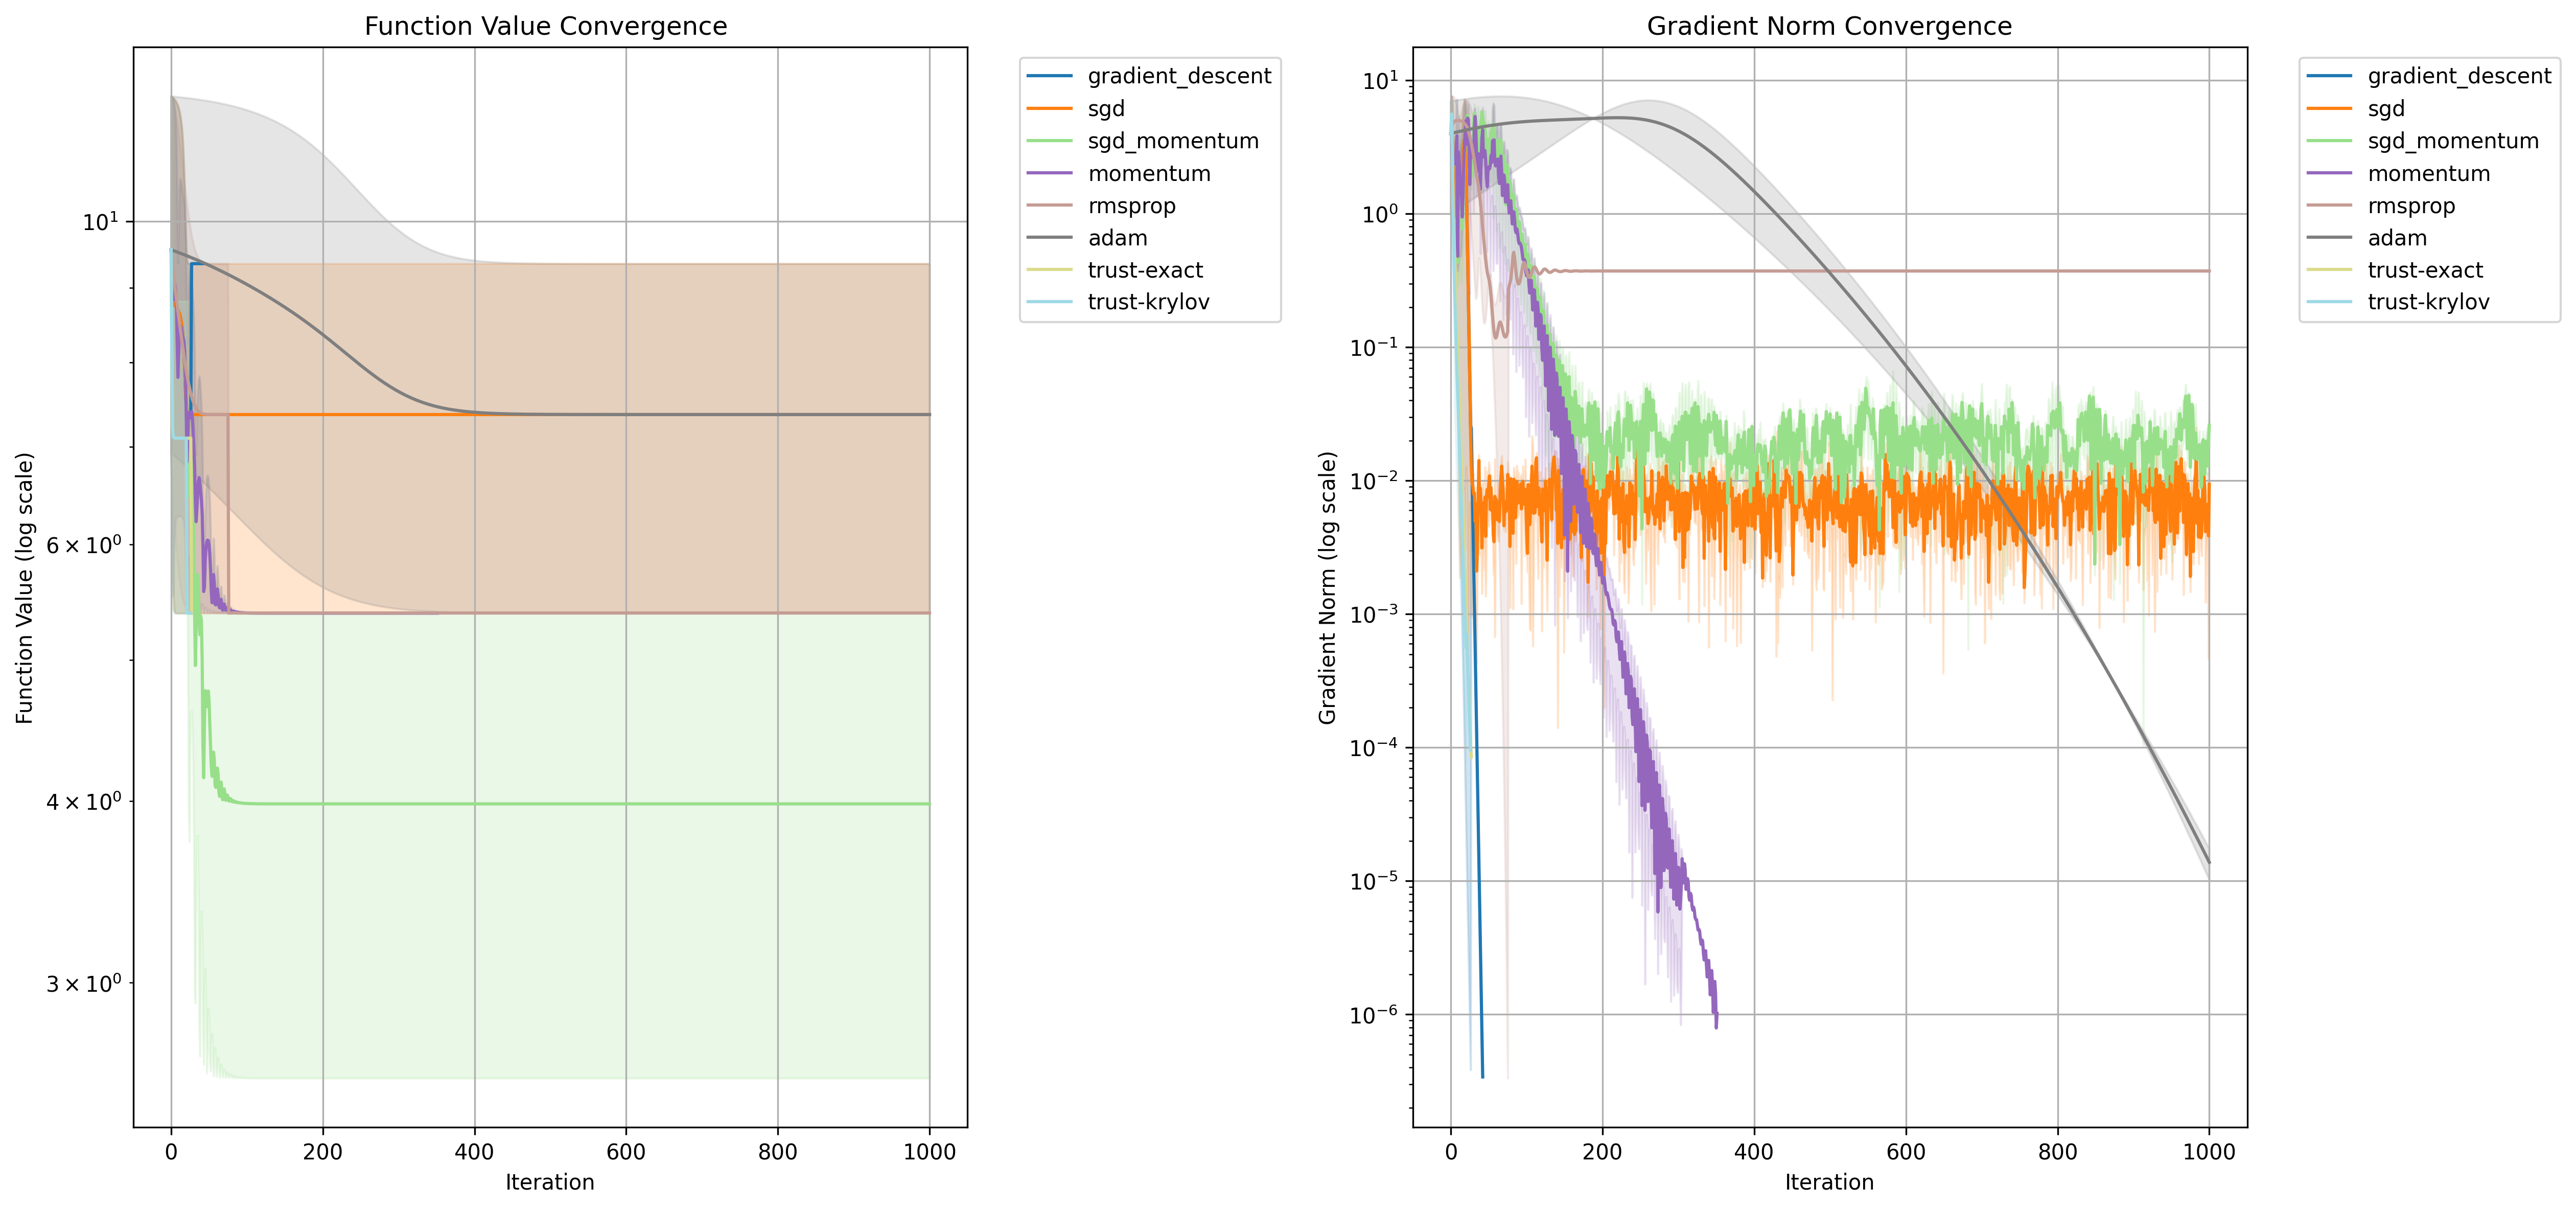 Function Value Convergence
Function Value (log scale)
10¹
6 × 10⁰
4 × 10⁰
3 × 10⁰
0 200 400 600 800 1000
Iteration
gradient_descent
sgd
sgd_momentum
momentum
rmsprop
adam
trust-exact
trust-krylov
Gradient Norm Convergence
Gradient Norm (log scale)
10¹
10⁰
10⁻¹
10⁻²
10⁻³
10⁻⁴
10⁻⁵
10⁻⁶
0 200 400 600 800 1000
Iteration
gradient_descent
sgd
sgd_momentum
momentum
rmsprop
adam
trust-exact
trust-krylov